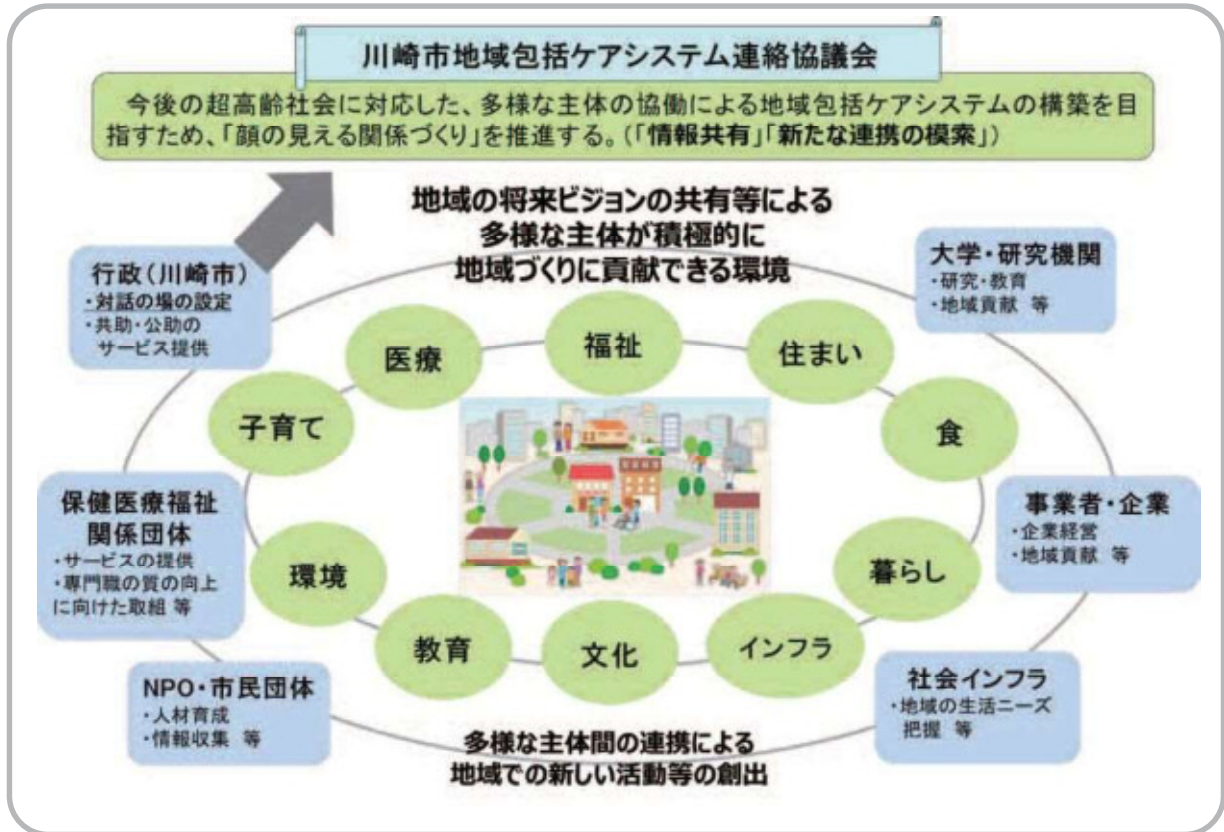 川崎市地域包括ケアシステム連絡協議会
今後の超高齢社会に対応した、多様な主体の協働による地域包括ケアシステムの構築を目
指すため、「顔の見える関係づくり」を推進する。(「情報共有」「新たな連携の模索」)
地域の将来ビジョンの共有等による
多様な主体が積極的に
地域づくりに貢献できる環境
行政(川崎市)
・対話の場の設定
・共助・公助の
サービス提供
大学・研究機関
・研究・教育
・地域貢献 等
医療
福祉
住まい
子育て
食
保健医療福祉
関係団体
・サービスの提供
・専門職の質の向上
に向けた取組 等
事業者・企業
・企業経営
・地域貢献 等
環境
暮らし
教育
文化
インフラ
NPO・市民団体
・人材育成
・情報収集 等
社会インフラ
・地域の生活ニーズ
把握 等
多様な主体間の連携による
地域での新しい活動等の創出